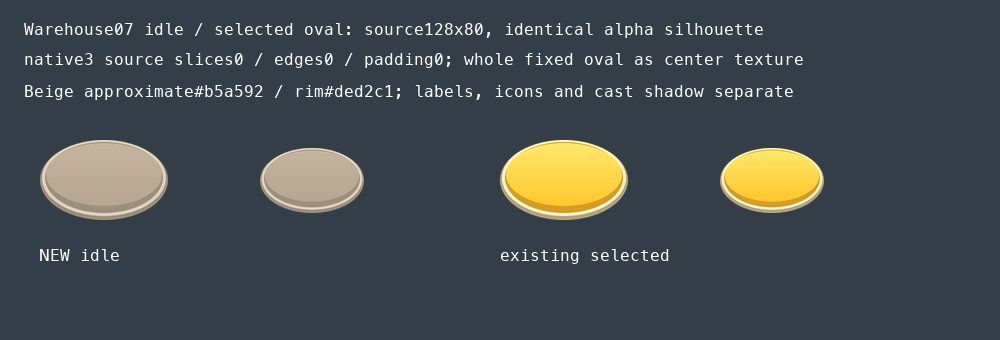 Warehouse07 idle / selected oval: source128x80, identical alpha silhouette
native3 source slices0 / edges0 / padding0; whole fixed oval as center texture
Beige approximate#b5a592 / rim#ded2c1; labels, icons and cast shadow separate
NEW idle
existing selected